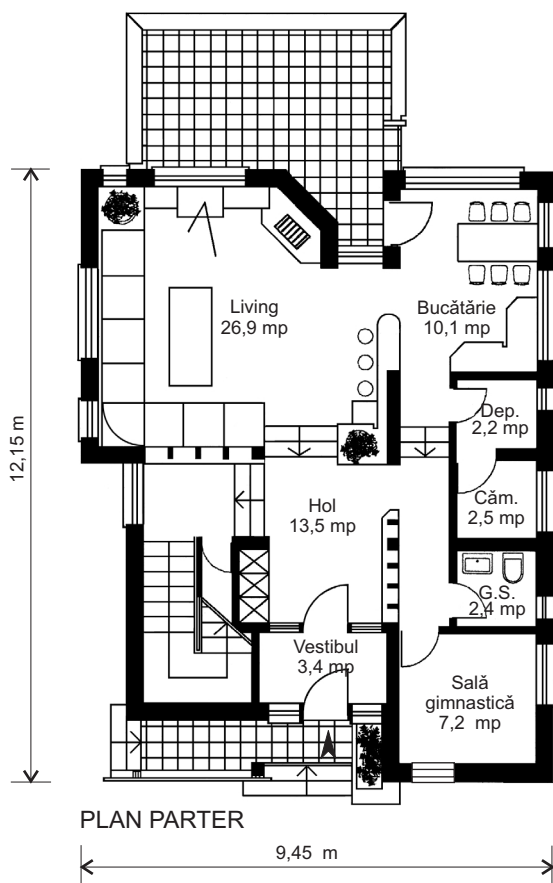 Living
26,9 mp
Bucătărie
10,1 mp
Dep.
2,2 mp
12,15 m
Căm.
2,5 mp
Hol
13,5 mp
G.S.
2,4 mp
Vestibul
3,4 mp
Sală
gimnastică
7,2 mp
PLAN PARTER
9,45 m